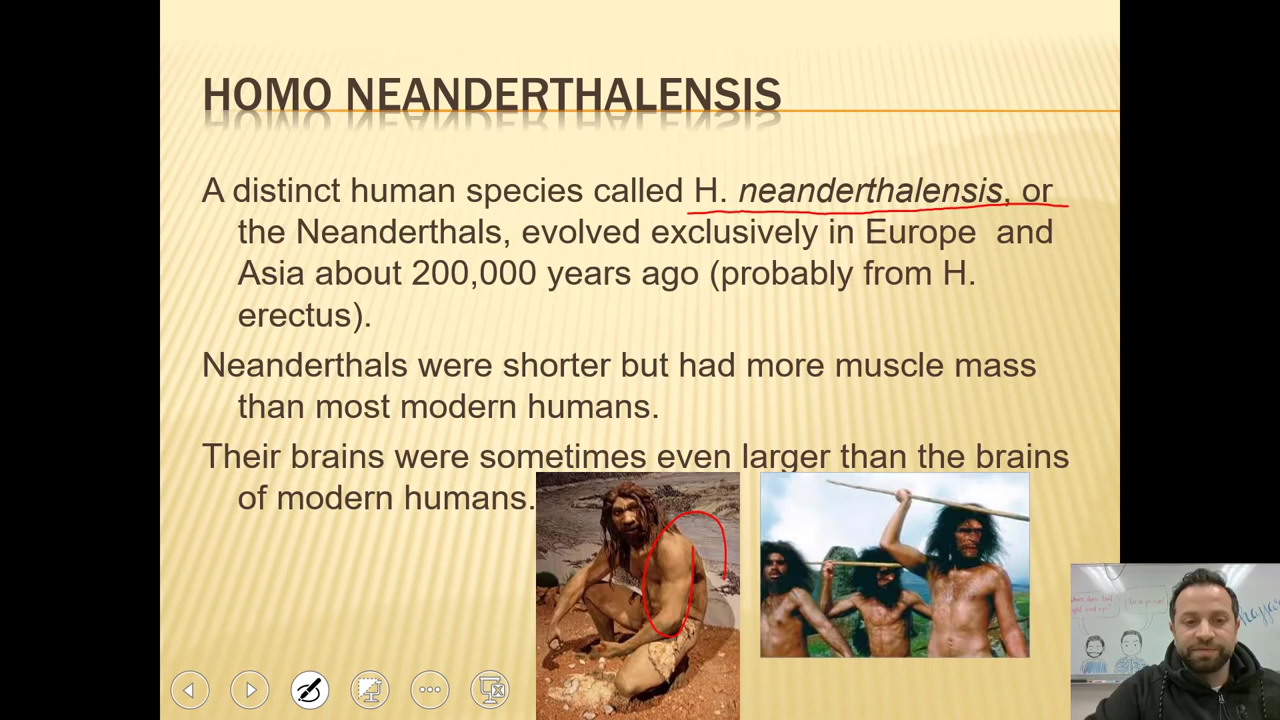 HOMO NEANDERTHALENSIS
A distinct human species called H. neanderthalensis, or
the Neanderthals, evolved exclusively in Europe and
Asia about 200,000 years ago (probably from H.
erectus).
Neanderthals were shorter but had more muscle mass
than most modern humans.
Their brains were sometimes even larger than the brains
of modern humans.